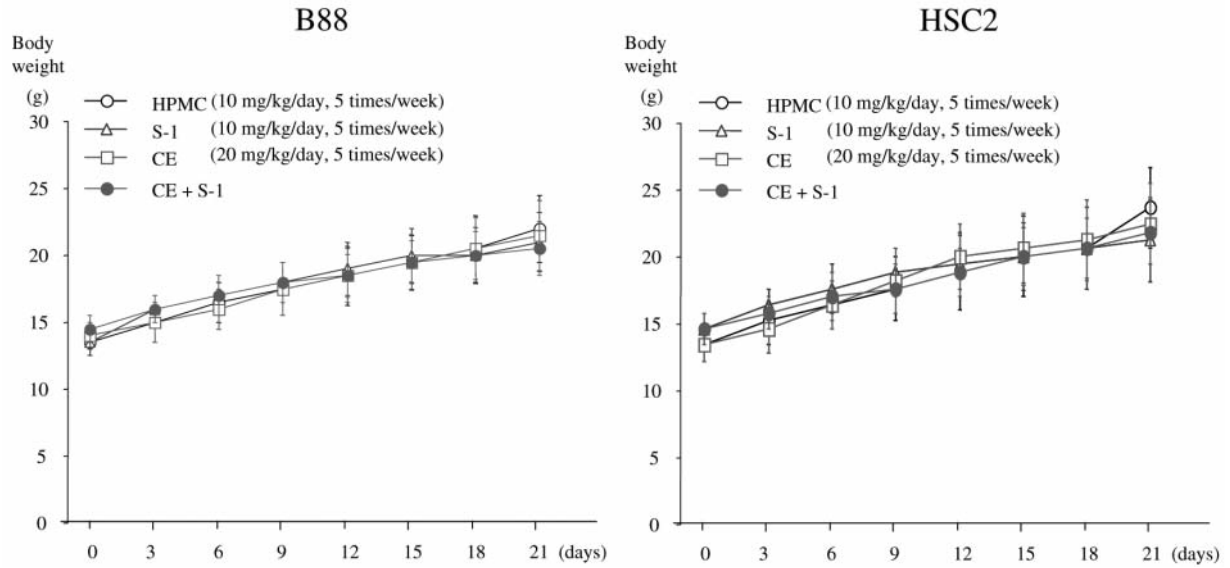 B88
Body
weight
(g)
HPMC (10 mg/kg/day, 5 times/week)
S-1 (10 mg/kg/day, 5 times/week)
CE (20 mg/kg/day, 5 times/week)
CE + S-1
30
25
20
15
10
5
0
0 3 6 9 12 15 18 21 (days)
HSC2
Body
weight
(g)
HPMC (10 mg/kg/day, 5 times/week)
S-1 (10 mg/kg/day, 5 times/week)
CE (20 mg/kg/day, 5 times/week)
CE + S-1
30
25
20
15
10
5
0
0 3 6 9 12 15 18 21 (days)